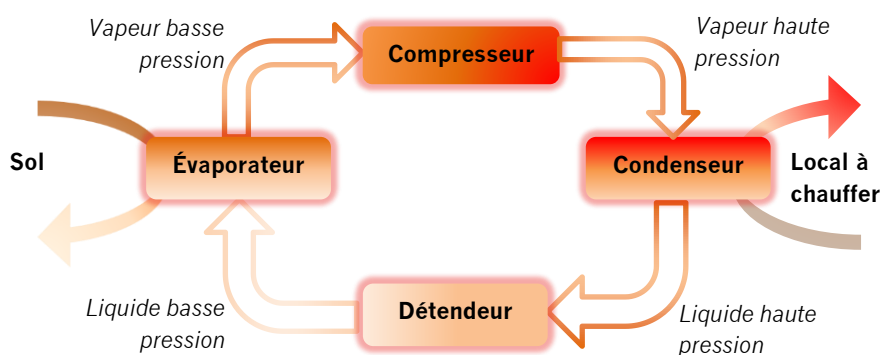 Vapeur basse
pression
Compresseur
Vapeur haute
pression
Sol
Évaporateur
Condenseur
Local à
chauffer
Liquide basse
pression
Détendeur
Liquide haute
pression